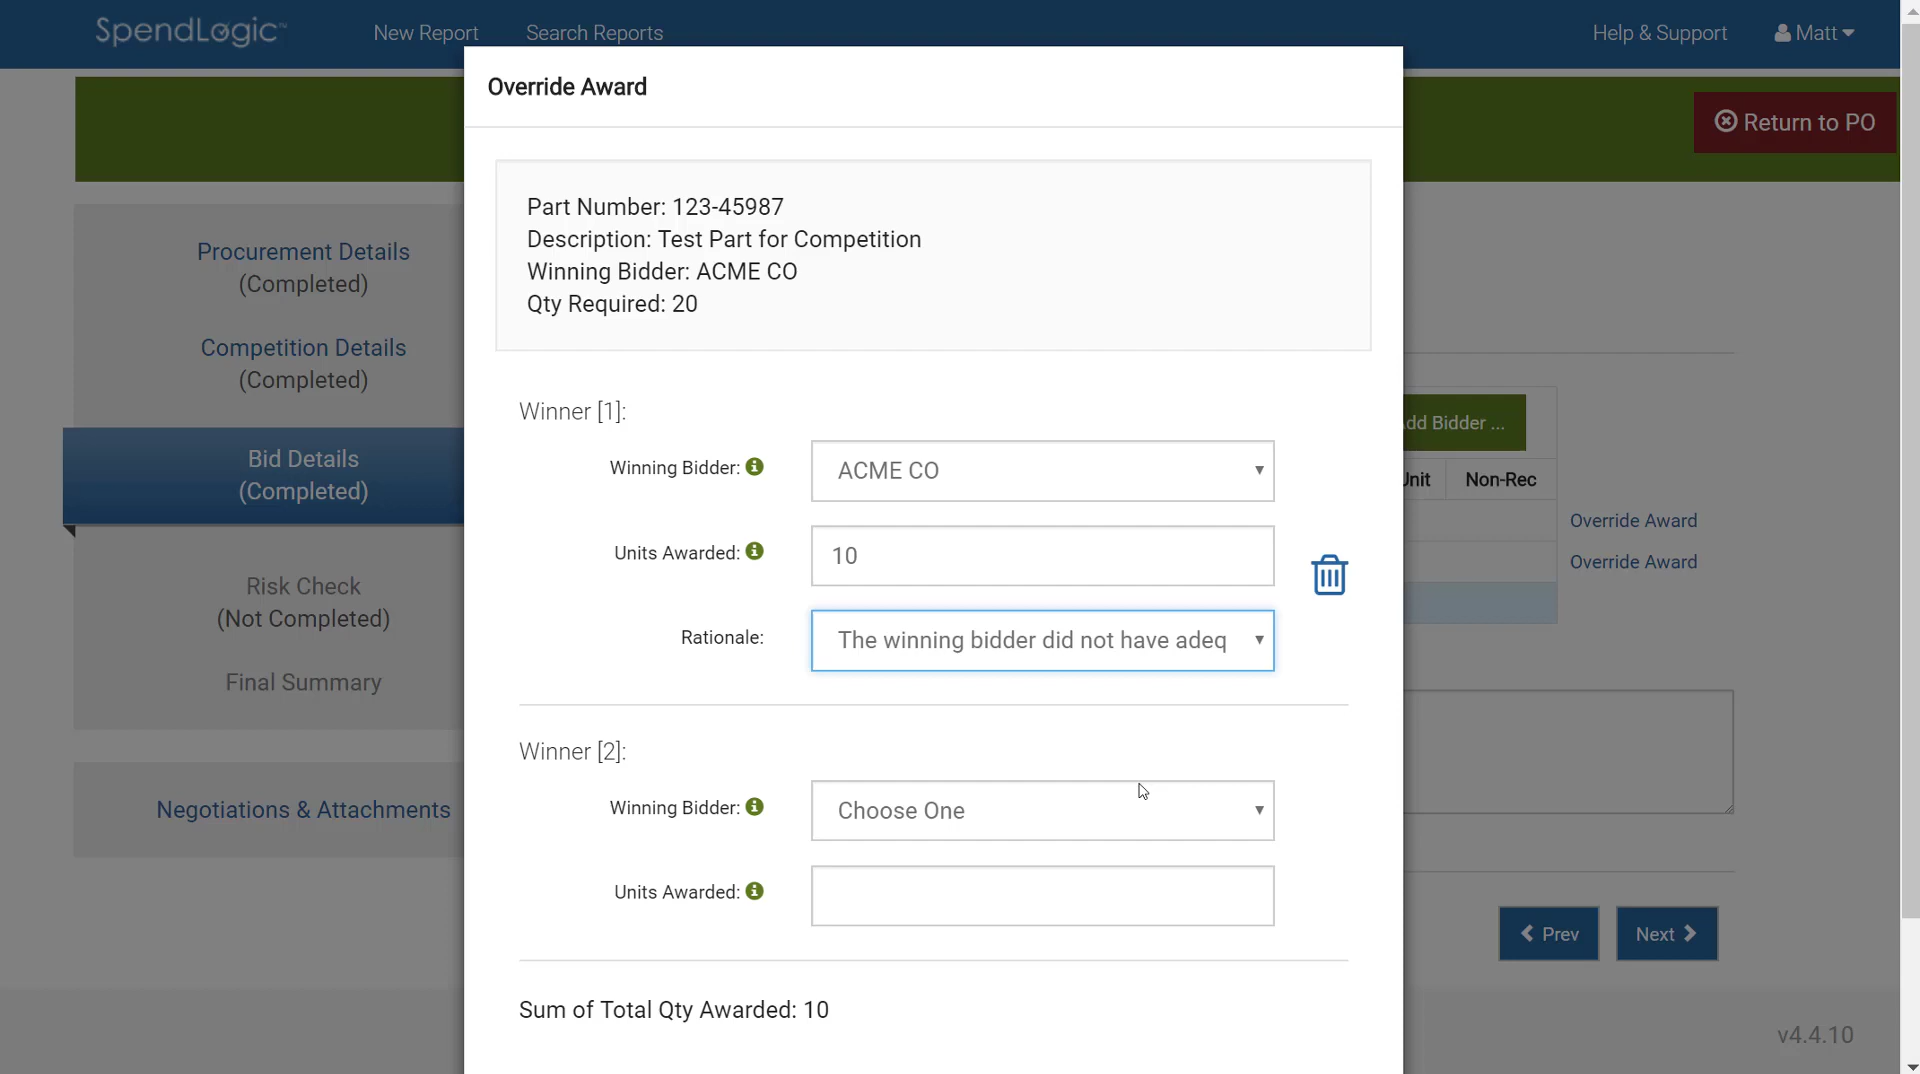 SpendLogic™
New Report
Search Reports
Help & Support
Matt
Override Award
Return to PO
Part Number: 123-45987
Description: Test Part for Competition
Winning Bidder: ACME CO
Qty Required: 20
Procurement Details
(Completed)
Competition Details
(Completed)
Bid Details
(Completed)
Risk Check
(Not Completed)
Final Summary
Negotiations & Attachments
Winner [1]:
Winning Bidder:
ACME CO
Units Awarded:
10
Rationale:
The winning bidder did not have adeq
Winner [2]:
Winning Bidder:
Choose One
Units Awarded:
Sum of Total Qty Awarded: 10
Add Bidder ...
Unit
Non-Rec
Override Award
Override Award
Prev
Next
v4.4.10